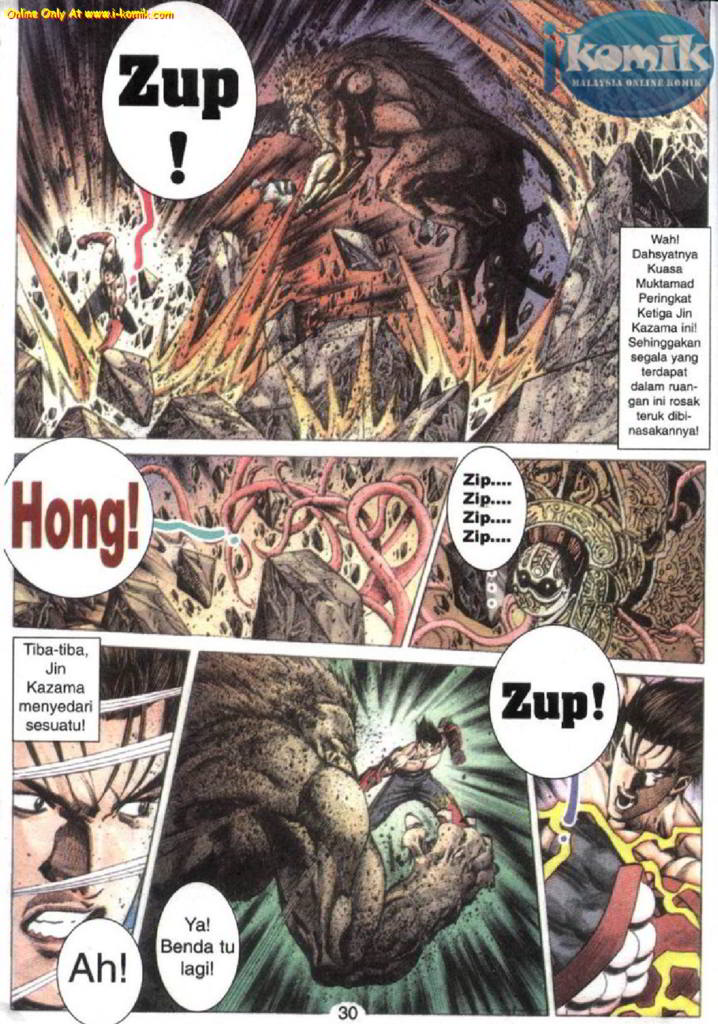 Online Only At www.i-komik.com
ikomik
MALAYSIA ONLINE KOMIK
Zup
!
Wah!
Dahsyatnya
Kuasa
Muktamad
Peringkat
Ketiga Jin
Kazama ini!
Sehinggakan
segala yang
terdapat
dalam ruan-
gan ini rosak
teruk dibi-
nasakannya!
Hong!
Zip....
Zip....
Zip....
Zip....
Tiba-tiba,
Jin
Kazama
menyedari
sesuatu!
Ah!
Ya!
Benda tu
lagi!
Zup!
30